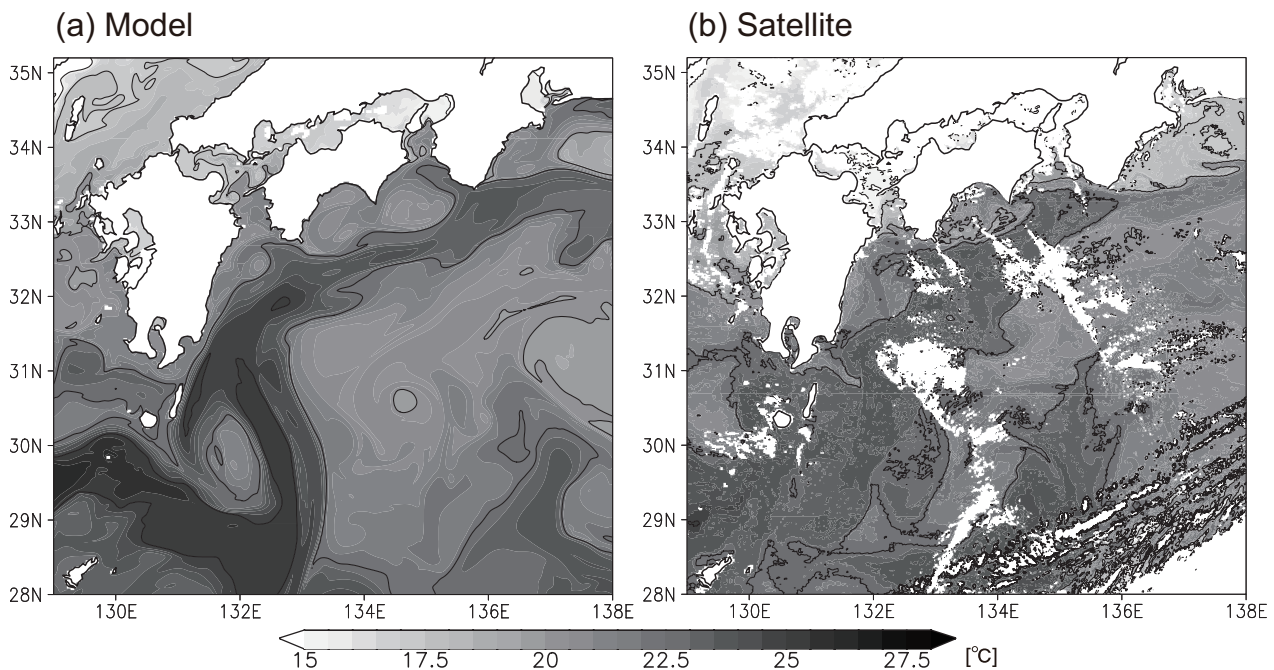 (a) Model
(b) Satellite
35N
34N
33N
32N
31N
30N
29N
28N
130E
132E
134E
136E
138E
35N
34N
33N
32N
31N
30N
29N
28N
130E
132E
134E
136E
138E
15
17.5
20
22.5
25
27.5
[°C]